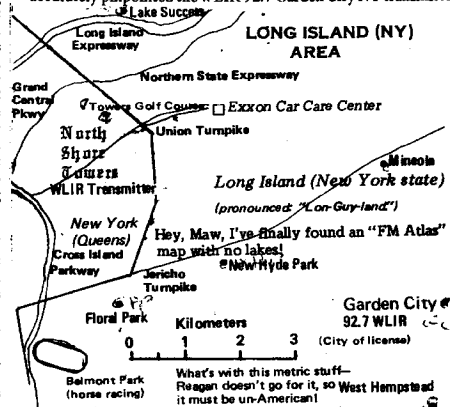 Lake Success
Long Island
Expressway
LONG ISLAND (NY)
AREA
Northern State Expressway
Grand
Central
Pkwy
Towers Golf Course
Exxon Car Care Center
North
Shore
Towers
Union Turnpike
WLIR Transmitter
Mineola
Long Island (New York state)
(pronounced: "Lon-Guy-land")
New York
(Queens)
Hey, Maw, I've finally found an "FM Atlas"
map with no lakes!
Cross Island
Parkway
New Hyde Park
Jericho
Turnpike
Floral Park
Garden City
92.7 WLIR
(City of license)
Kilometers
0 1 2 3
Belmont Park
(horse racing)
What's with this metric stuff—
Reagan doesn't go for it, so
it must be un-American!
West Hempstead